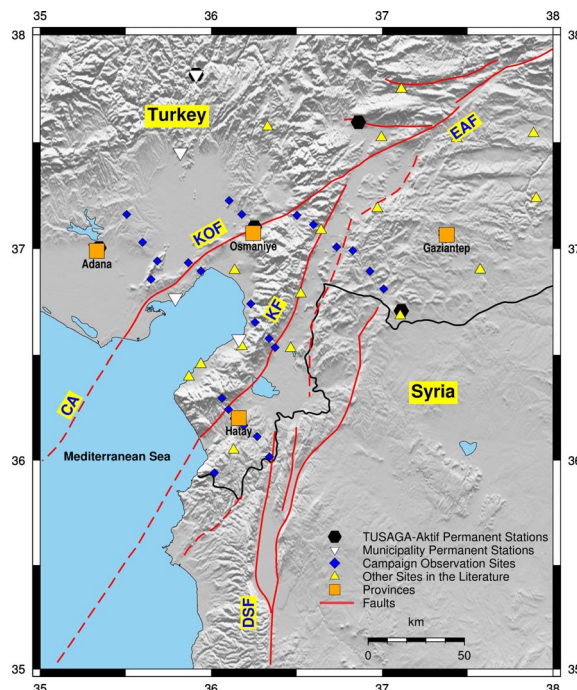 35 36 37 38
38 38
Turkey
EAF
KOF
37 Adana Osmaniye Gaziantep 37
KF
CA
Syria
Hatay
36 Mediterranean Sea 36
TUSAGA-Aktif Permanent Stations
Municipality Permanent Stations
Campaign Observation Sites
Other Sites in the Literature
Provinces
Faults
DSF
km
0 50
35 35
35 36 37 38